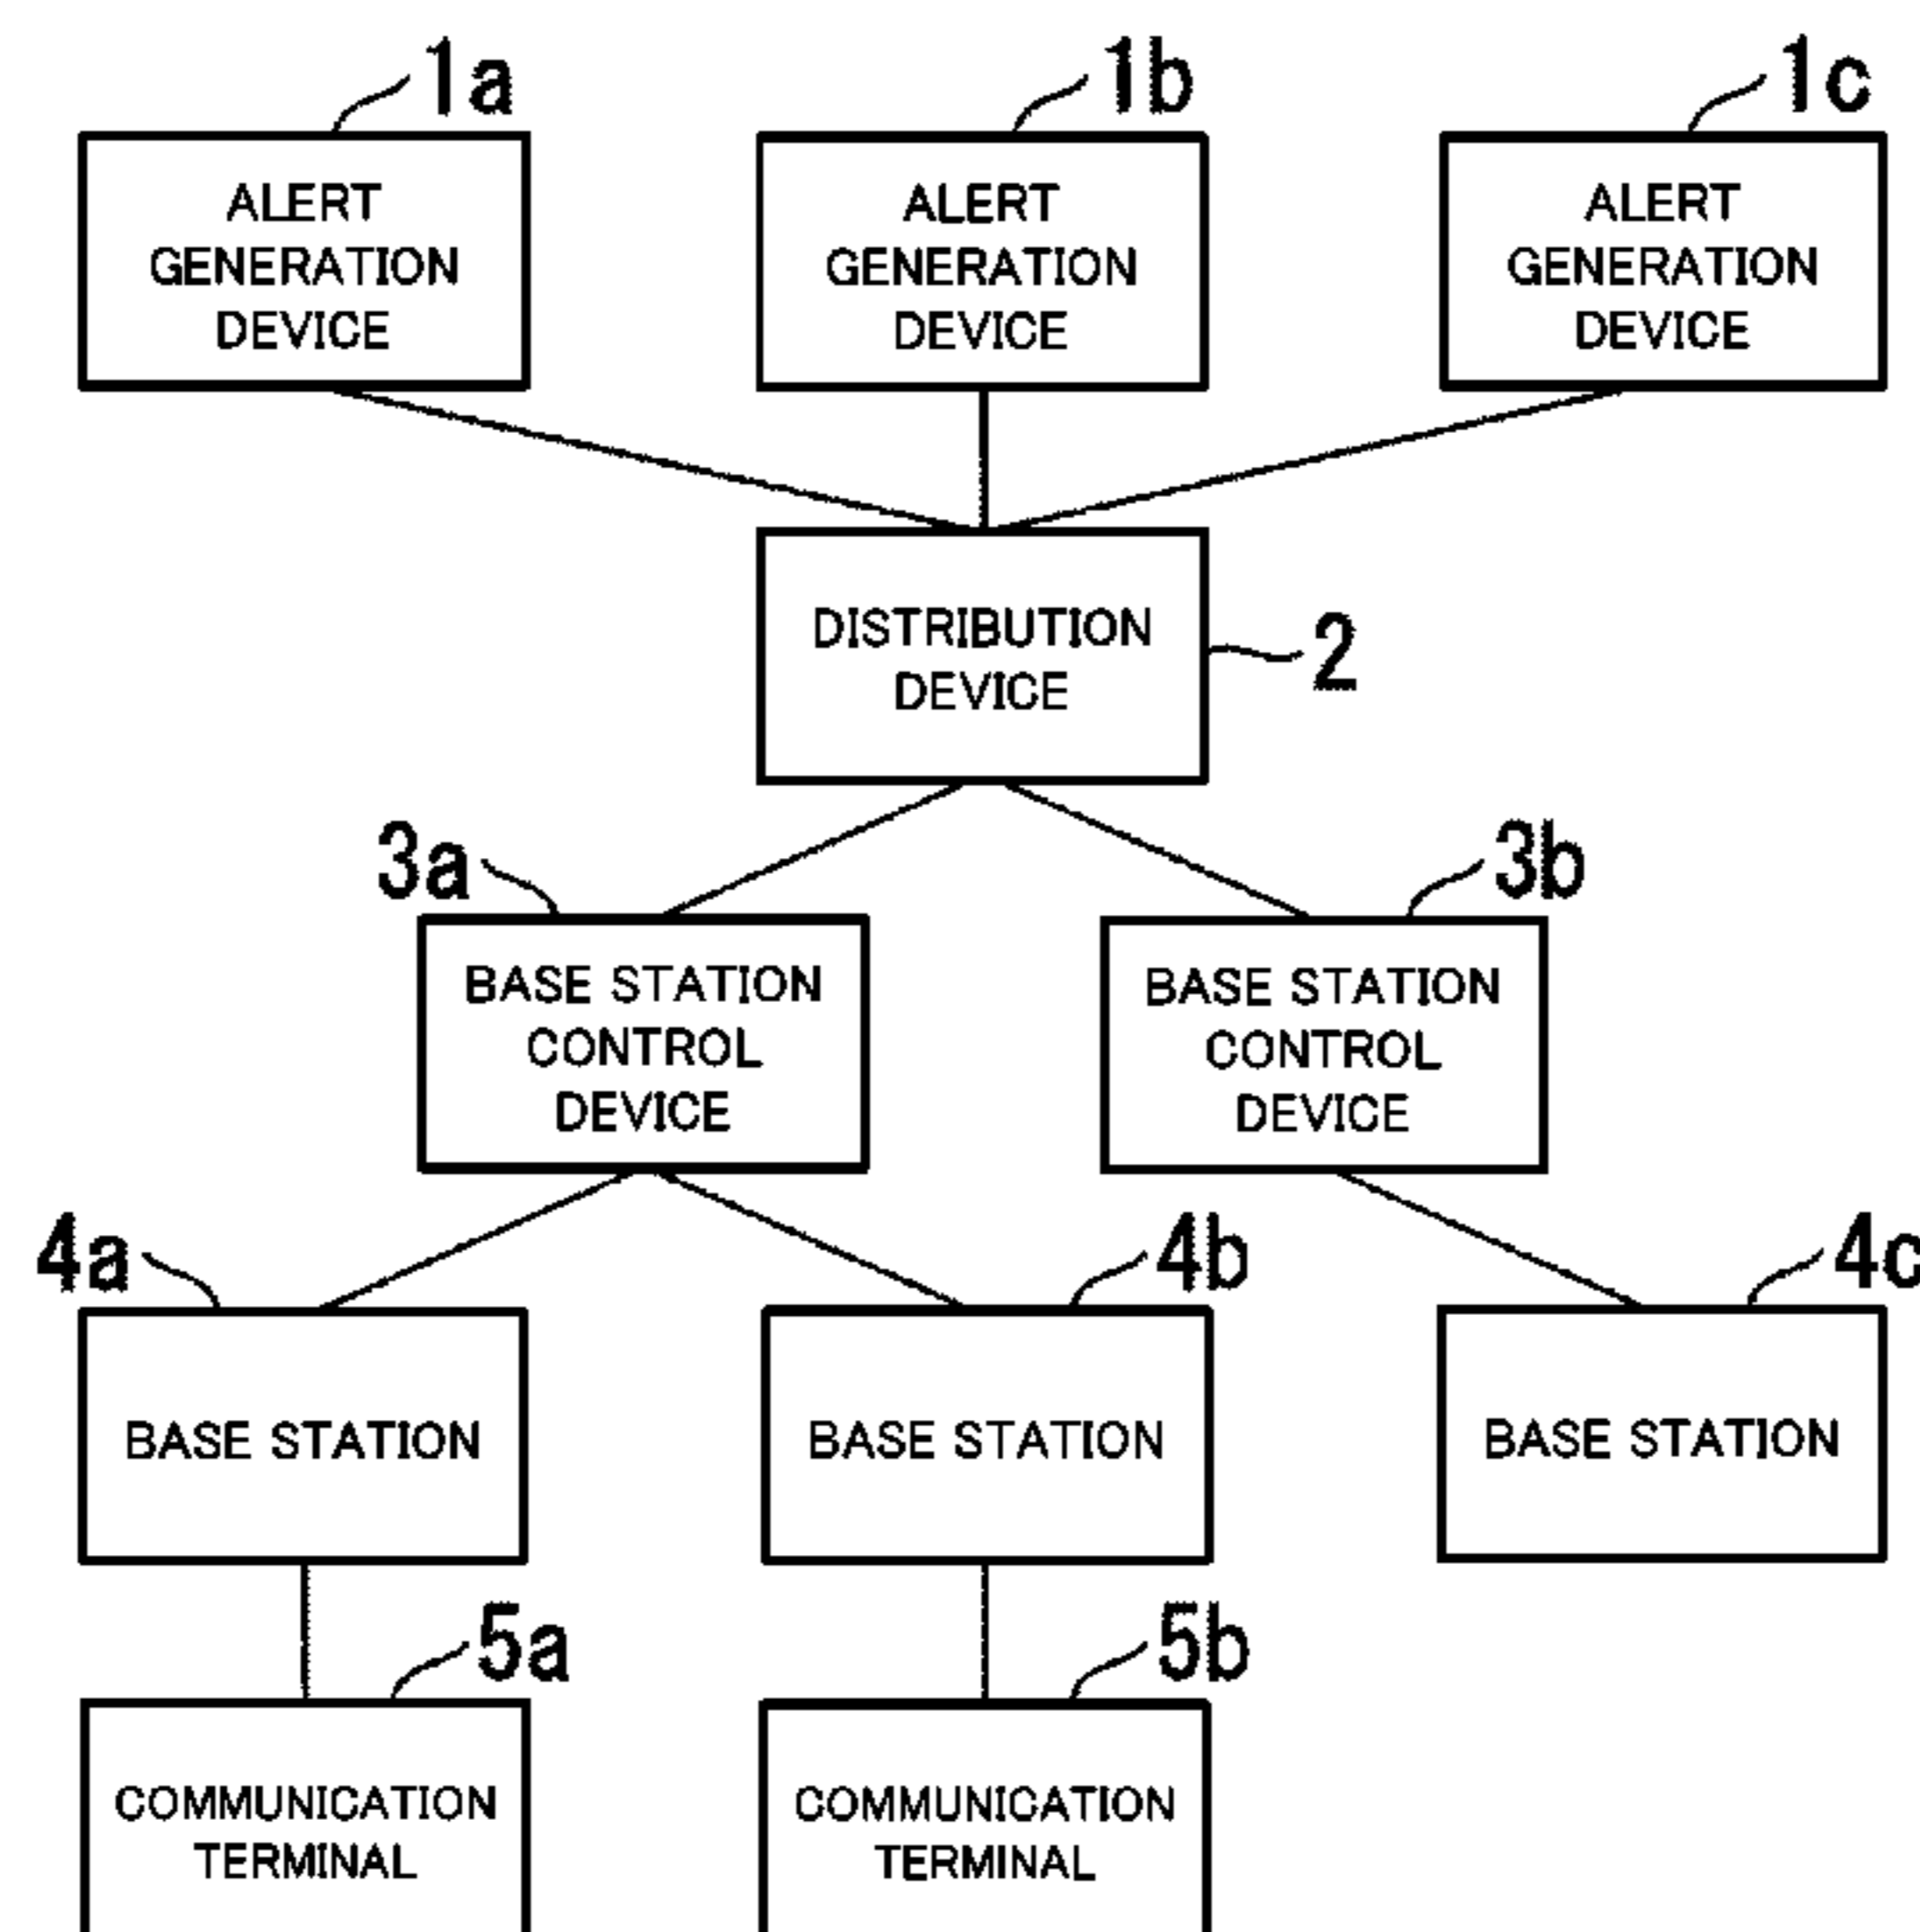 1a
1b
1c
ALERT
GENERATION
DEVICE
ALERT
GENERATION
DEVICE
ALERT
GENERATION
DEVICE
DISTRIBUTION
DEVICE
2
3a
3b
BASE STATION
CONTROL
DEVICE
BASE STATION
CONTROL
DEVICE
4a
4b
4c
BASE STATION
BASE STATION
BASE STATION
5a
5b
COMMUNICATION
TERMINAL
COMMUNICATION
TERMINAL